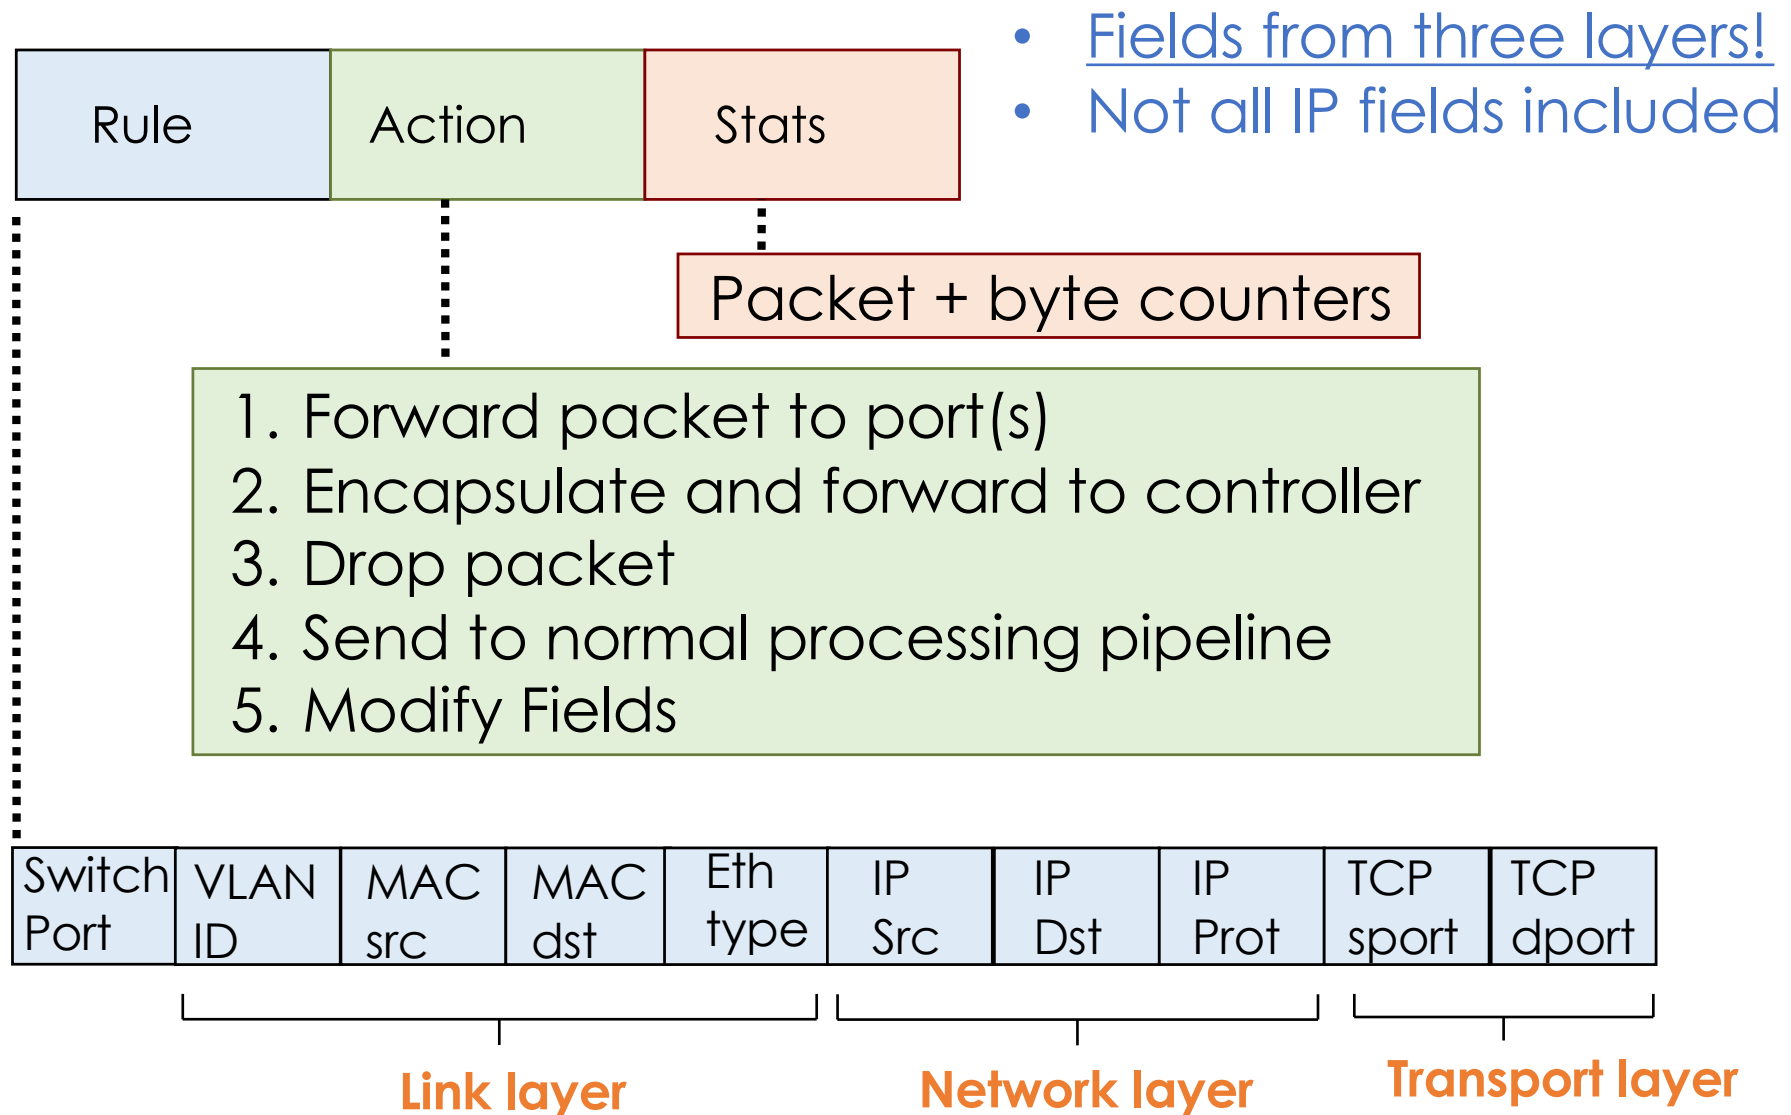 • Fields from three layers!
• Not all IP fields included
Rule Action Stats
Packet + byte counters
1. Forward packet to port(s)
2. Encapsulate and forward to controller
3. Drop packet
4. Send to normal processing pipeline
5. Modify Fields
Switch Port
VLAN ID
MAC src
MAC dst
Eth type
IP Src
IP Dst
IP Prot
TCP sport
TCP dport
Link layer
Network layer
Transport layer